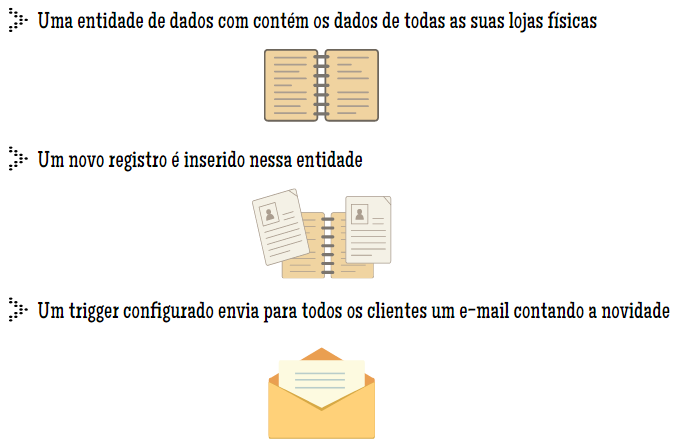 Uma entidade de dados com contém os dados de todas as suas lojas físicas
Um novo registro é inserido nessa entidade
Um trigger configurado envia para todos os clientes um e-mail contando a novidade